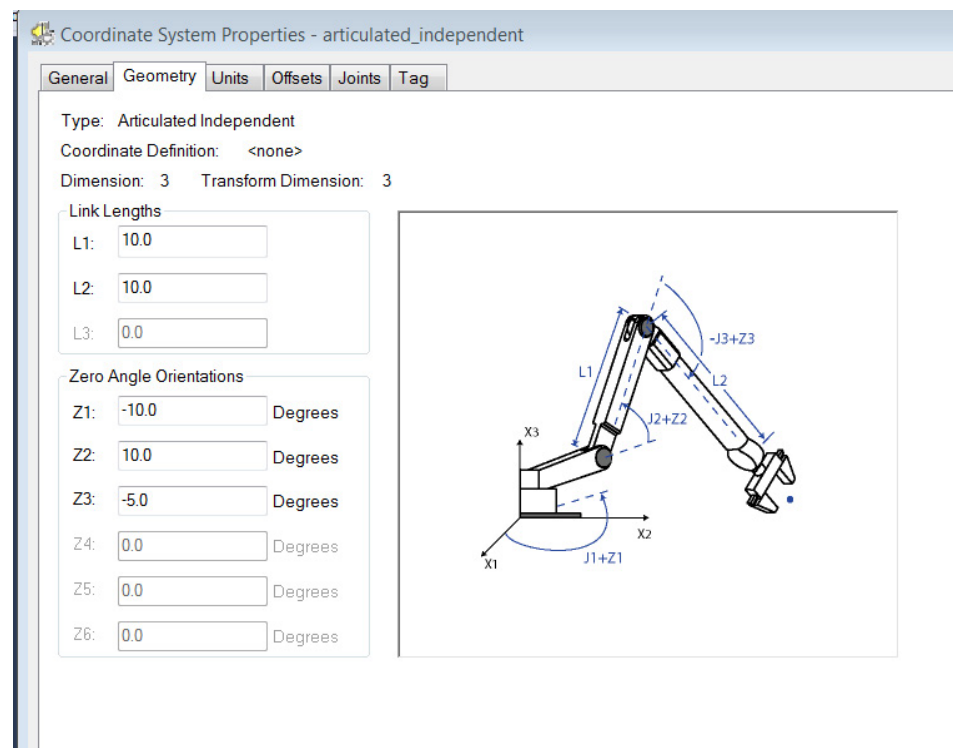 Coordinate System Properties - articulated_independent
General Geometry Units Offsets Joints Tag
Type: Articulated Independent
Coordinate Definition: <none>
Dimension: 3 Transform Dimension: 3
Link Lengths
L1: 10.0
L2: 10.0
L3: 0.0
Zero Angle Orientations
Z1: -10.0 Degrees
Z2: 10.0 Degrees
Z3: -5.0 Degrees
Z4: 0.0 Degrees
Z5: 0.0 Degrees
Z6: 0.0 Degrees
-J3+Z3
L1
L2
J2+Z2
X3
X2
J1+Z1
X1